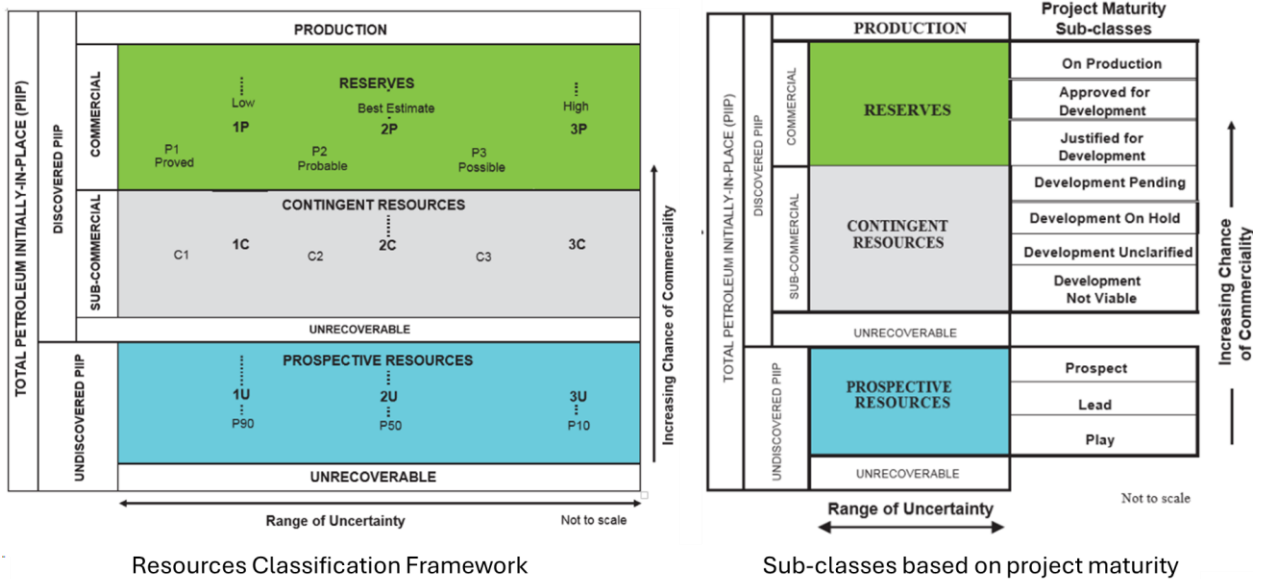 TOTAL PETROLEUM INITIALLY-IN-PLACE (PIIP)
DISCOVERED PIIP
COMMERCIAL
SUB-COMMERCIAL
UNDISCOVERED PIIP
PRODUCTION
RESERVES
Low
Best Estimate
High
1P
2P
3P
P1
Proved
P2
Probable
P3
Possible
CONTINGENT RESOURCES
1C
2C
3C
C1
C2
C3
UNRECOVERABLE
PROSPECTIVE RESOURCES
1U
2U
3U
P90
P50
P10
UNRECOVERABLE
Increasing Chance of Commerciality
Range of Uncertainty
Not to scale
Resources Classification Framework
TOTAL PETROLEUM INITIALLY-IN-PLACE (PIIP)
DISCOVERED PIIP
COMMERCIAL
SUB-COMMERCIAL
UNDISCOVERED PIIP
PRODUCTION
RESERVES
CONTINGENT
RESOURCES
UNRECOVERABLE
PROSPECTIVE
RESOURCES
UNRECOVERABLE
Project Maturity
Sub-classes
On Production
Approved for
Development
Justified for
Development
Development Pending
Development On Hold
Development Unclarified
Development
Not Viable
Prospect
Lead
Play
Increasing Chance
of Commerciality
Range of Uncertainty
Not to scale
Sub-classes based on project maturity